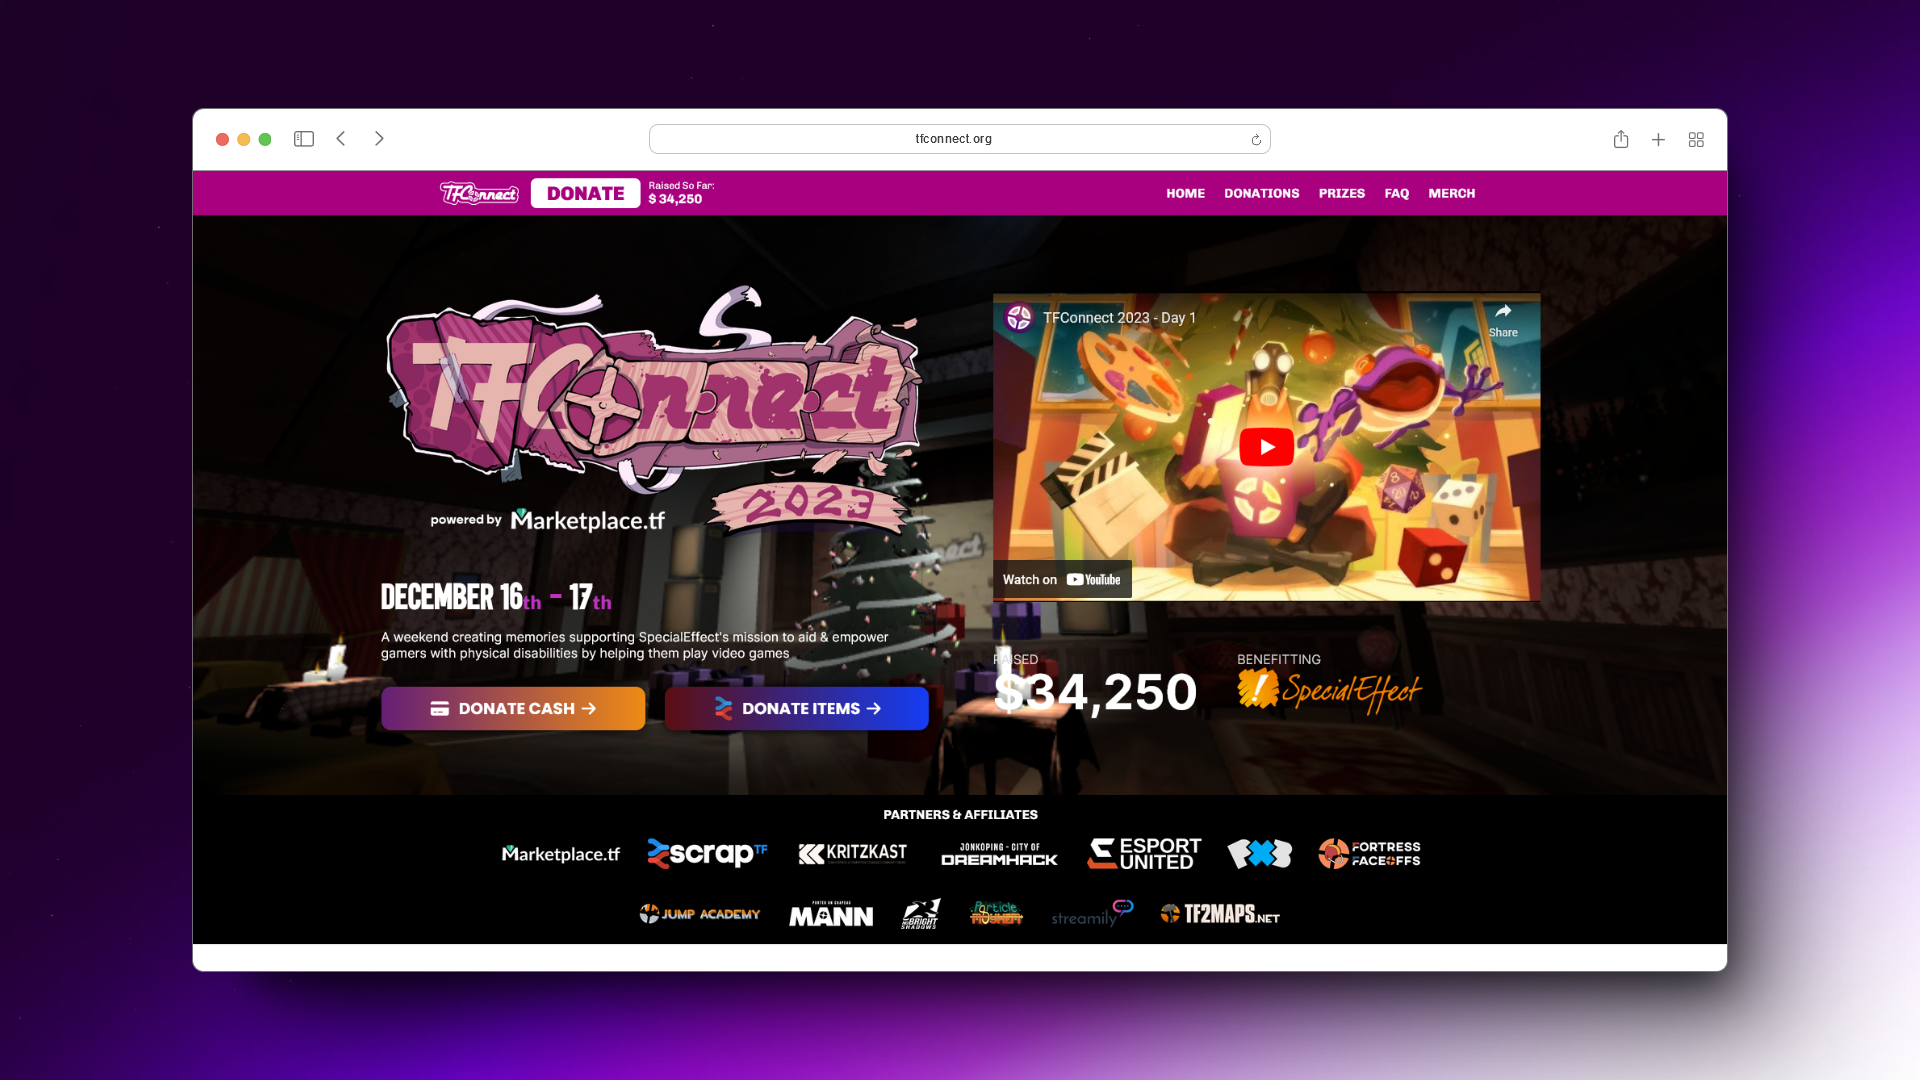 tfconnect.org
TFConnect
DONATE
Raised So Far:
$ 34,250
HOME
DONATIONS
PRIZES
FAQ
MERCH
TFConnect
2023
powered by Marketplace.tf
DECEMBER 16th - 17th
A weekend creating memories supporting SpecialEffect's mission to aid & empower
gamers with physical disabilities by helping them play video games
DONATE CASH →
DONATE ITEMS →
TFConnect 2023 - Day 1
Share
Watch on YouTube
RAISED
$34,250
BENEFITTING
! SpecialEffect
PARTNERS & AFFILIATES
Marketplace.tf
scrapTF
KRITZKAST
JÖNKÖPING - CITY OF
DREAMHACK
ESPORT
UNITED
FORTRESS
FACEOFFS
JUMP ACADEMY
MANN
BRIGHT
SHADOWS
Particle
streamily
TF2MAPS.NET